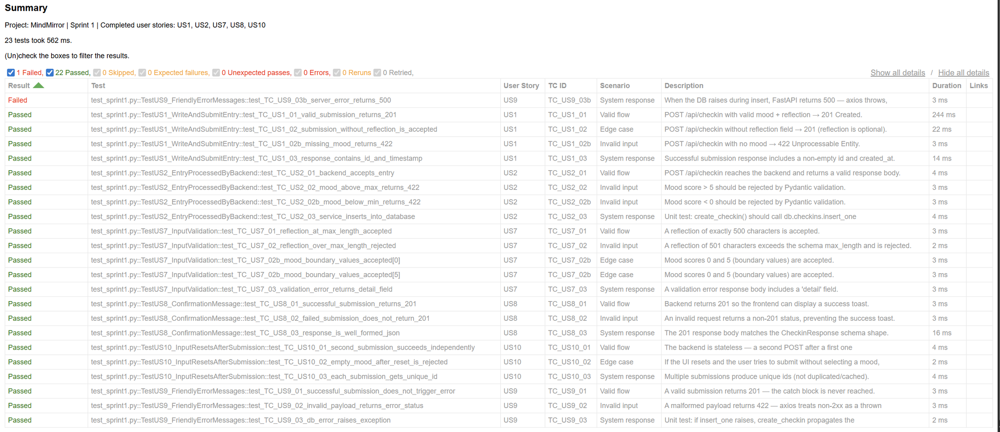 Summary
Project: MindMirror | Sprint 1 | Completed user stories: US1, US2, US7, US8, US10
23 tests took 562 ms.
(Un)check the boxes to filter the results.
1 Failed, 22 Passed, 0 Skipped, 0 Expected failures, 0 Unexpected passes, 0 Errors, 0 Reruns 0 Retried, Show all details / Hide all details
Result Test User Story TC ID Scenario Description Duration Links
Failed test_sprint1.py::TestUS9_FriendlyErrorMessages::test_TC_US9_03b_server_error_returns_500 US9 TC_US9_03b System response When the DB raises during insert, FastAPI returns 500 — axios throws, 3 ms
Passed test_sprint1.py::TestUS1_WriteAndSubmitEntry::test_TC_US1_01_valid_submission_returns_201 US1 TC_US1_01 Valid flow POST /api/checkin with valid mood + reflection → 201 Created. 244 ms
Passed test_sprint1.py::TestUS1_WriteAndSubmitEntry::test_TC_US1_02_submission_without_reflection_is_accepted US1 TC_US1_02 Edge case POST /api/checkin without reflection field → 201 (reflection is optional). 22 ms
Passed test_sprint1.py::TestUS1_WriteAndSubmitEntry::test_TC_US1_02b_missing_mood_returns_422 US1 TC_US1_02b Invalid input POST /api/checkin with no mood → 422 Unprocessable Entity. 3 ms
Passed test_sprint1.py::TestUS1_WriteAndSubmitEntry::test_TC_US1_03_response_contains_id_and_timestamp US1 TC_US1_03 System response Successful submission response includes a non-empty id and created_at. 14 ms
Passed test_sprint1.py::TestUS2_EntryProcessedByBackend::test_TC_US2_01_backend_accepts_entry US2 TC_US2_01 Valid flow POST /api/checkin reaches the backend and returns a valid response body. 4 ms
Passed test_sprint1.py::TestUS2_EntryProcessedByBackend::test_TC_US2_02_mood_above_max_returns_422 US2 TC_US2_02 Invalid input Mood score > 5 should be rejected by Pydantic validation. 3 ms
Passed test_sprint1.py::TestUS2_EntryProcessedByBackend::test_TC_US2_02b_mood_below_min_returns_422 US2 TC_US2_02b Invalid input Mood score < 0 should be rejected by Pydantic validation. 3 ms
Passed test_sprint1.py::TestUS2_EntryProcessedByBackend::test_TC_US2_03_service_inserts_into_database US2 TC_US2_03 System response Unit test: create_checkin() should call db.checkins.insert_one 4 ms
Passed test_sprint1.py::TestUS7_InputValidation::test_TC_US7_01_reflection_at_max_length_accepted US7 TC_US7_01 Valid flow A reflection of exactly 500 characters is accepted. 3 ms
Passed test_sprint1.py::TestUS7_InputValidation::test_TC_US7_02_reflection_over_max_length_rejected US7 TC_US7_02 Invalid input A reflection of 501 characters exceeds the schema max_length and is rejected. 2 ms
Passed test_sprint1.py::TestUS7_InputValidation::test_TC_US7_02b_mood_boundary_values_accepted[0] US7 TC_US7_02b Edge case Mood scores 0 and 5 (boundary values) are accepted. 3 ms
Passed test_sprint1.py::TestUS7_InputValidation::test_TC_US7_02b_mood_boundary_values_accepted[5] US7 TC_US7_02b Edge case Mood scores 0 and 5 (boundary values) are accepted. 3 ms
Passed test_sprint1.py::TestUS7_InputValidation::test_TC_US7_03_validation_error_returns_detail_field US7 TC_US7_03 System response A validation error response body includes a 'detail' field. 3 ms
Passed test_sprint1.py::TestUS8_ConfirmationMessage::test_TC_US8_01_successful_submission_returns_201 US8 TC_US8_01 Valid flow Backend returns 201 so the frontend can display a success toast. 3 ms
Passed test_sprint1.py::TestUS8_ConfirmationMessage::test_TC_US8_02_failed_submission_does_not_return_201 US8 TC_US8_02 Invalid input An invalid request returns a non-201 status, preventing the success toast. 3 ms
Passed test_sprint1.py::TestUS8_ConfirmationMessage::test_TC_US8_03_response_is_well_formed_json US8 TC_US8_03 System response The 201 response body matches the CheckinResponse schema shape. 16 ms
Passed test_sprint1.py::TestUS10_InputResetsAfterSubmission::test_TC_US10_01_second_submission_succeeds_independently US10 TC_US10_01 Valid flow The backend is stateless — a second POST after a first one 4 ms
Passed test_sprint1.py::TestUS10_InputResetsAfterSubmission::test_TC_US10_02_empty_mood_after_reset_is_rejected US10 TC_US10_02 Edge case If the UI resets and the user tries to submit without selecting a mood, 2 ms
Passed test_sprint1.py::TestUS10_InputResetsAfterSubmission::test_TC_US10_03_each_submission_gets_unique_id US10 TC_US10_03 System response Multiple submissions produce unique ids (not duplicated/cached). 4 ms
Passed test_sprint1.py::TestUS9_FriendlyErrorMessages::test_TC_US9_01_successful_submission_does_not_trigger_error US9 TC_US9_01 Valid flow A valid submission returns 201 — the catch block is never reached. 3 ms
Passed test_sprint1.py::TestUS9_FriendlyErrorMessages::test_TC_US9_02_invalid_payload_returns_error_status US9 TC_US9_02 Invalid input A malformed payload returns 422 — axios treats non-2xx as a thrown 3 ms
Passed test_sprint1.py::TestUS9_FriendlyErrorMessages::test_TC_US9_03_db_error_raises_exception US9 TC_US9_03 System response Unit test: if insert_one raises, create_checkin propagates the 2 ms